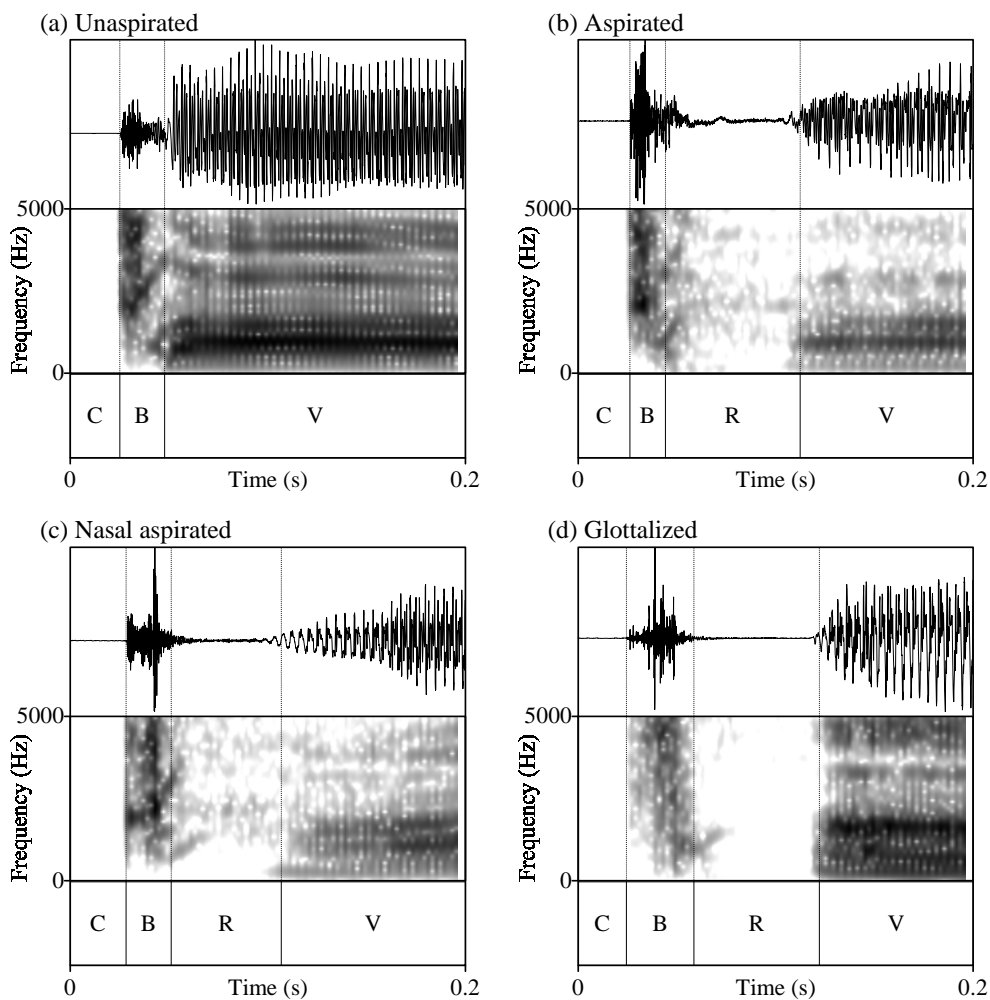 (a) Unaspirated
5000
Frequency (Hz)
0
C B V
0 Time (s) 0.2
(b) Aspirated
5000
Frequency (Hz)
0
C B R V
0 Time (s) 0.2
(c) Nasal aspirated
5000
Frequency (Hz)
0
C B R V
0 Time (s) 0.2
(d) Glottalized
5000
Frequency (Hz)
0
C B R V
0 Time (s) 0.2